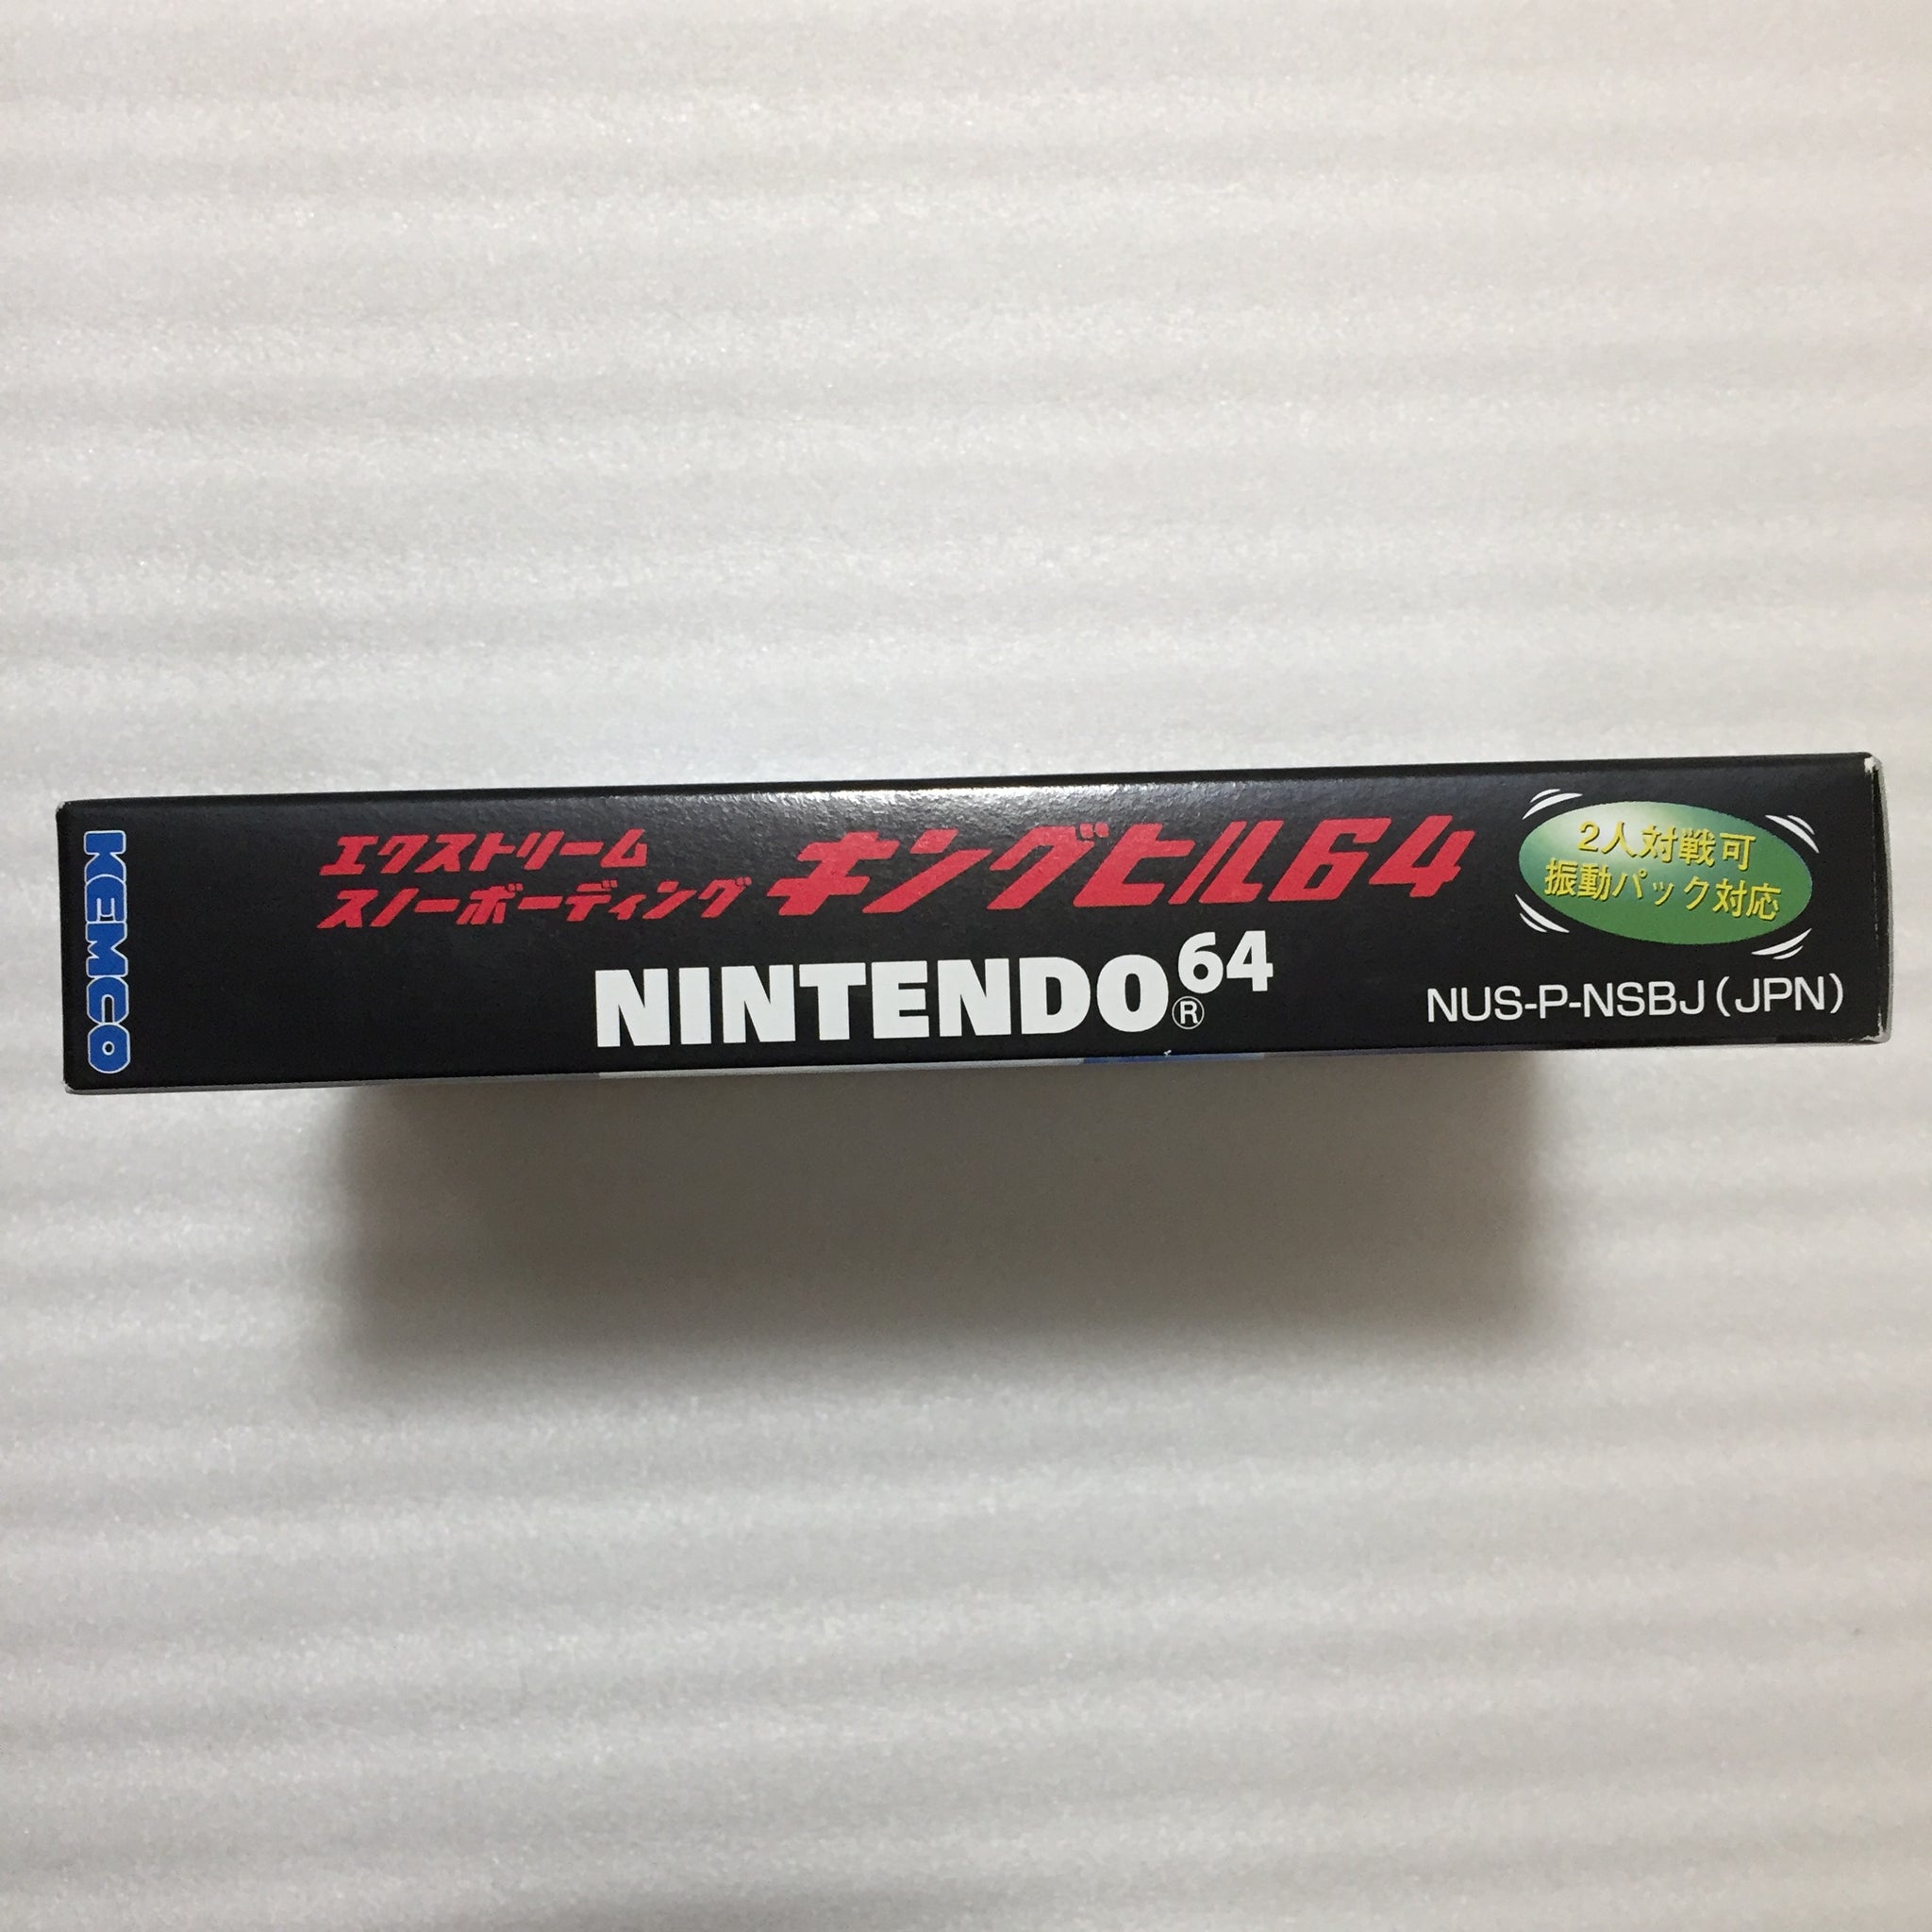 KEMCO
エクストリーム
スノーボーディング
キングヒル64
NINTENDO64®
2人対戦可
振動パック対応
NUS-P-NSBJ(JPN)